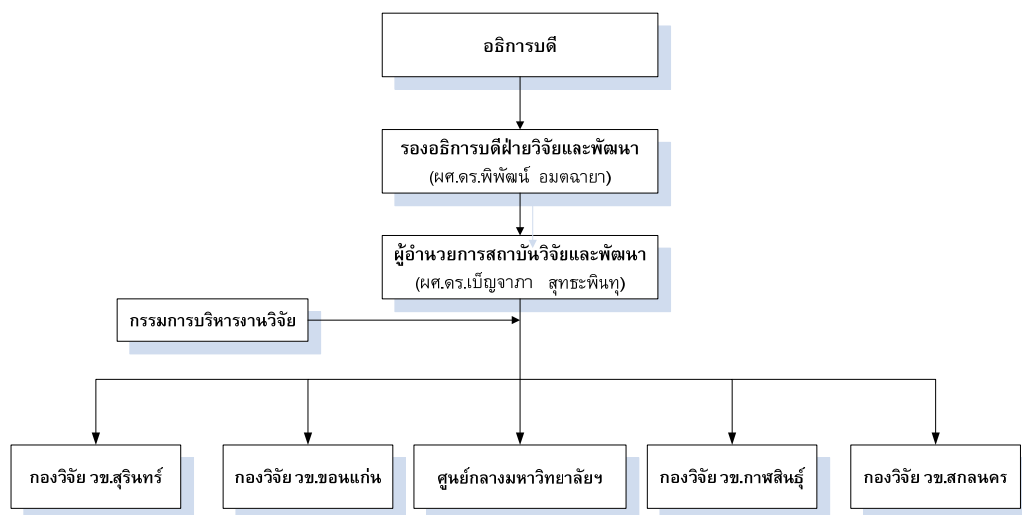 อธิการบดี
รองอธิการบดีฝ่ายวิจัยและพัฒนา
(ผศ.ดร.พิพัฒน์ อมตฉายา)
ผู้อำนวยการสถาบันวิจัยและพัฒนา
(ผศ.ดร.เบ็ญจาภา สุทธะพินทุ)
กรรมการบริหารงานวิจัย
กองวิจัย วข.สุรินทร์
กองวิจัย วข.ขอนแก่น
ศูนย์กลางมหาวิทยาลัยฯ
กองวิจัย วข.กาฬสินธุ์
กองวิจัย วข.สกลนคร